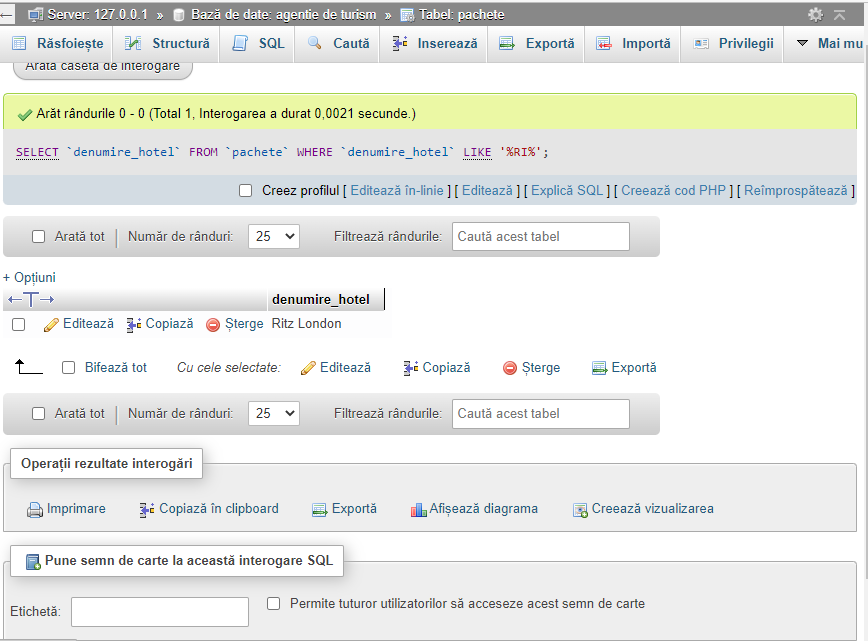 Server: 127.0.0.1 » Bază de date: agentie de turism » Tabel: pachete
Răsfoiește Structură SQL Caută Inserează Exportă Importă Privilegii Mai mu
Arată caseta de interogare
Arăt rândurile 0 - 0 (Total 1, Interogarea a durat 0,0021 secunde.)
SELECT `denumire_hotel` FROM `pachete` WHERE `denumire_hotel` LIKE '%RI%';
Creez profilul [ Editează în-linie ] [ Editează ] [ Explică SQL ] [ Creează cod PHP ] [ Reîmprospătează ]
Arată tot Număr de rânduri: 25 Filtrează rândurile: Caută acest tabel
+ Opțiuni
←T→ denumire_hotel
Editează Copiază Șterge Ritz London
Bifează tot Cu cele selectate: Editează Copiază Șterge Exportă
Arată tot Număr de rânduri: 25 Filtrează rândurile: Caută acest tabel
Operații rezultate interogări
Imprimare Copiază în clipboard Exportă Afișează diagrama Creează vizualizarea
Pune semn de carte la această interogare SQL
Etichetă: Permite tuturor utilizatorilor să acceseze acest semn de carte